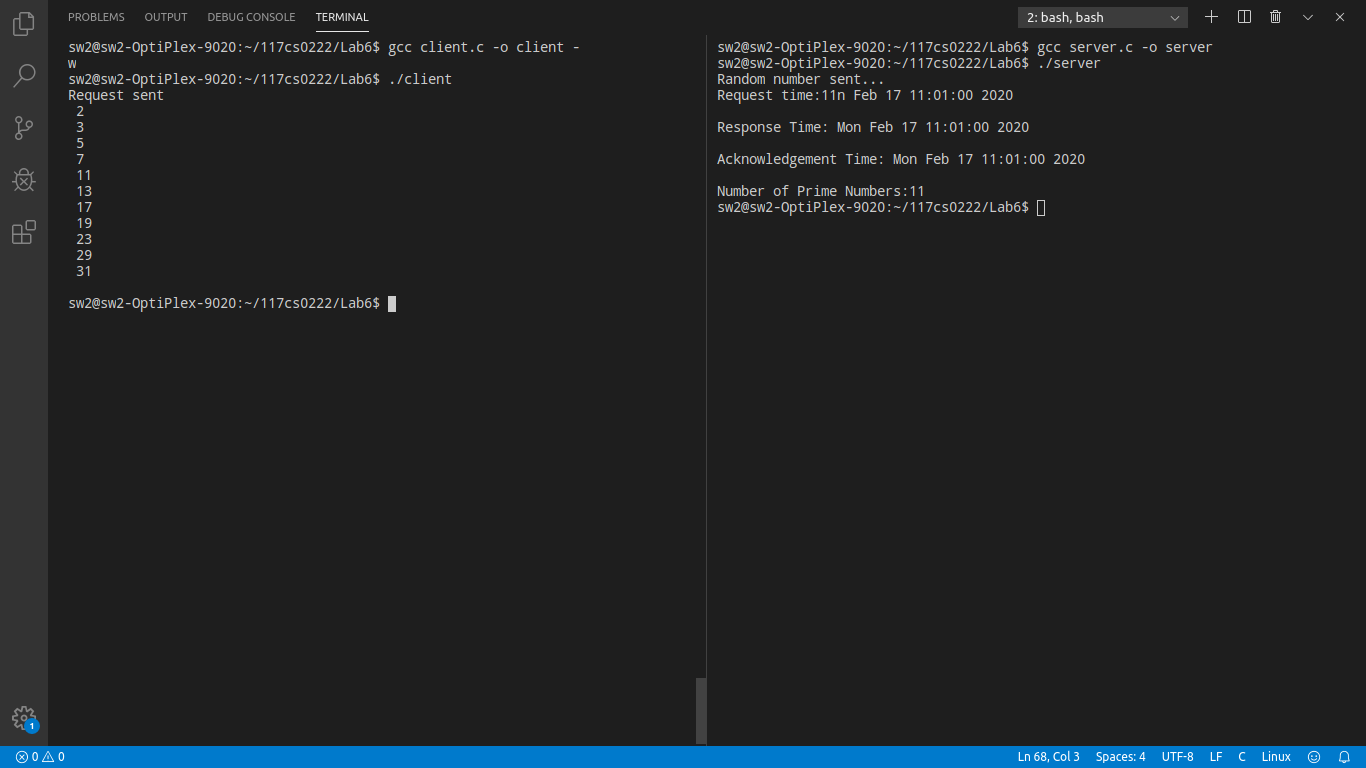 PROBLEMS OUTPUT DEBUG CONSOLE TERMINAL 2: bash, bash
sw2@sw2-OptiPlex-9020:~/117cs0222/Lab6$ gcc client.c -o client -
w
sw2@sw2-OptiPlex-9020:~/117cs0222/Lab6$ ./client
Request sent
2
3
5
7
11
13
17
19
23
29
31
sw2@sw2-OptiPlex-9020:~/117cs0222/Lab6$
sw2@sw2-OptiPlex-9020:~/117cs0222/Lab6$ gcc server.c -o server
sw2@sw2-OptiPlex-9020:~/117cs0222/Lab6$ ./server
Random number sent...
Request time:11n Feb 17 11:01:00 2020
Response Time: Mon Feb 17 11:01:00 2020
Acknowledgement Time: Mon Feb 17 11:01:00 2020
Number of Prime Numbers:11
sw2@sw2-OptiPlex-9020:~/117cs0222/Lab6$
1
0 0 Ln 68, Col 3 Spaces: 4 UTF-8 LF C Linux